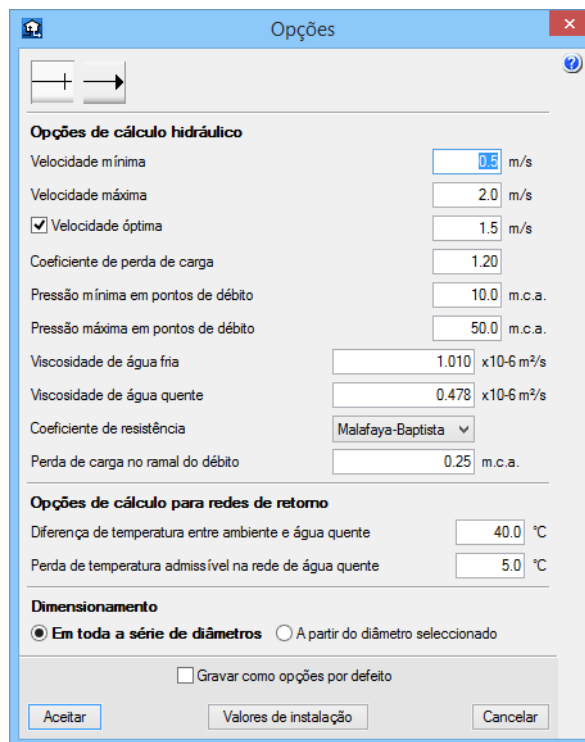 Opções
Opções de cálculo hidráulico
Velocidade mínima 0.5 m/s
Velocidade máxima 2.0 m/s
Velocidade óptima 1.5 m/s
Coeficiente de perda de carga 1.20
Pressão mínima em pontos de débito 10.0 m.c.a.
Pressão máxima em pontos de débito 50.0 m.c.a.
Viscosidade de água fria 1.010 x10-6 m²/s
Viscosidade de água quente 0.478 x10-6 m²/s
Coeficiente de resistência Malafaya-Baptista
Perda de carga no ramal do débito 0.25 m.c.a.
Opções de cálculo para redes de retorno
Diferença de temperatura entre ambiente e água quente 40.0 °C
Perda de temperatura admissível na rede de água quente 5.0 °C
Dimensionamento
Em toda a série de diâmetros A partir do diâmetro seleccionado
Gravar como opções por defeito
Aceitar Valores de instalação Cancelar